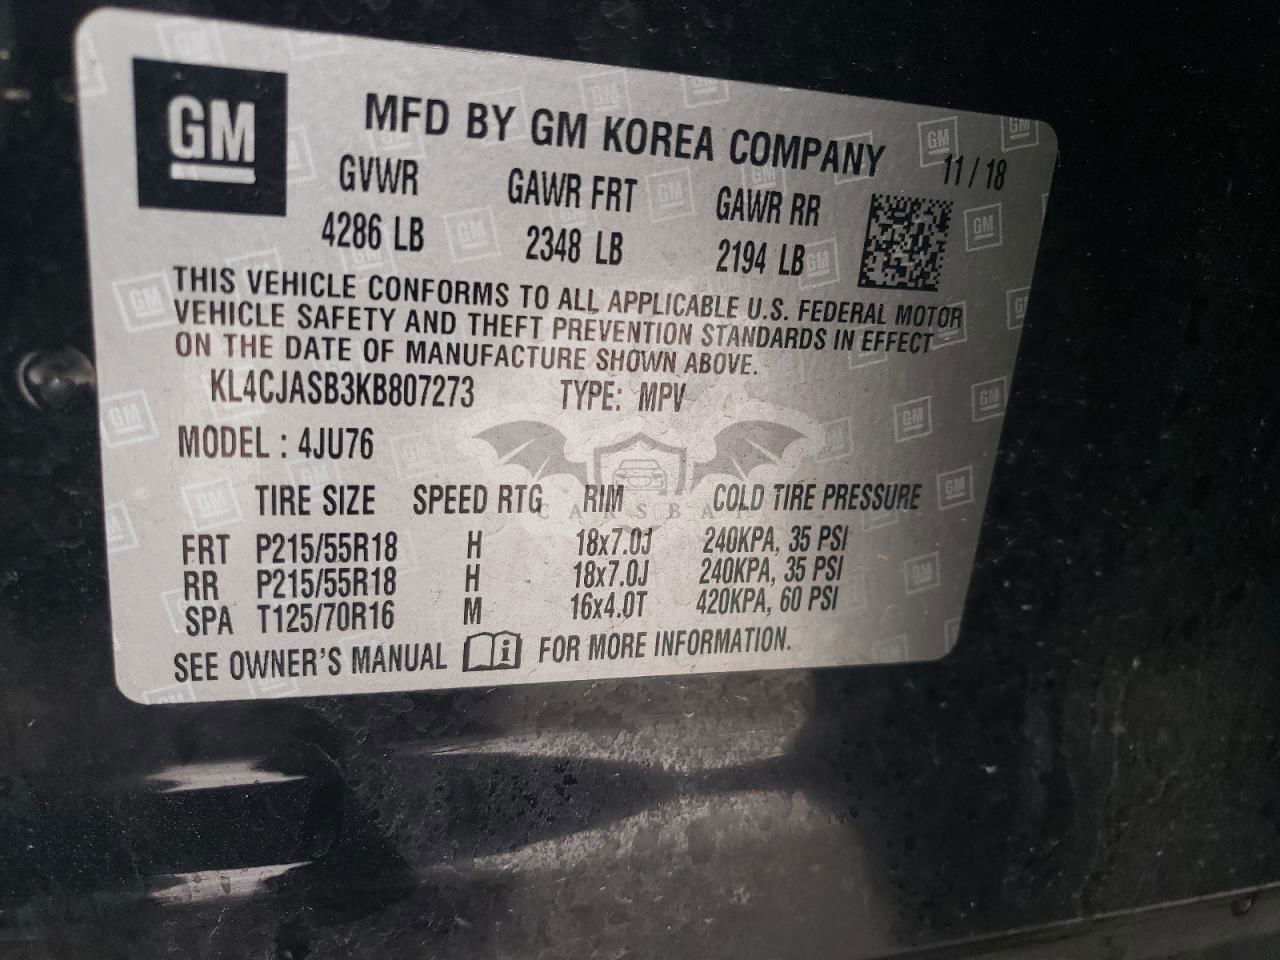 GM
MFD BY GM KOREA COMPANY
11 / 18
GVWR GAWR FRT GAWR RR
4286 LB 2348 LB 2194 LB
THIS VEHICLE CONFORMS TO ALL APPLICABLE U.S. FEDERAL MOTOR
VEHICLE SAFETY AND THEFT PREVENTION STANDARDS IN EFFECT
ON THE DATE OF MANUFACTURE SHOWN ABOVE.
KL4CJASB3KB807273 TYPE: MPV
MODEL : 4JU76
TIRE SIZE SPEED RTG RIM COLD TIRE PRESSURE
CARSBAT
FRT P215/55R18 H 18x7.0J 240KPA, 35 PSI
RR P215/55R18 H 18x7.0J 240KPA, 35 PSI
SPA T125/70R16 M 16x4.0T 420KPA, 60 PSI
SEE OWNER'S MANUAL i FOR MORE INFORMATION.